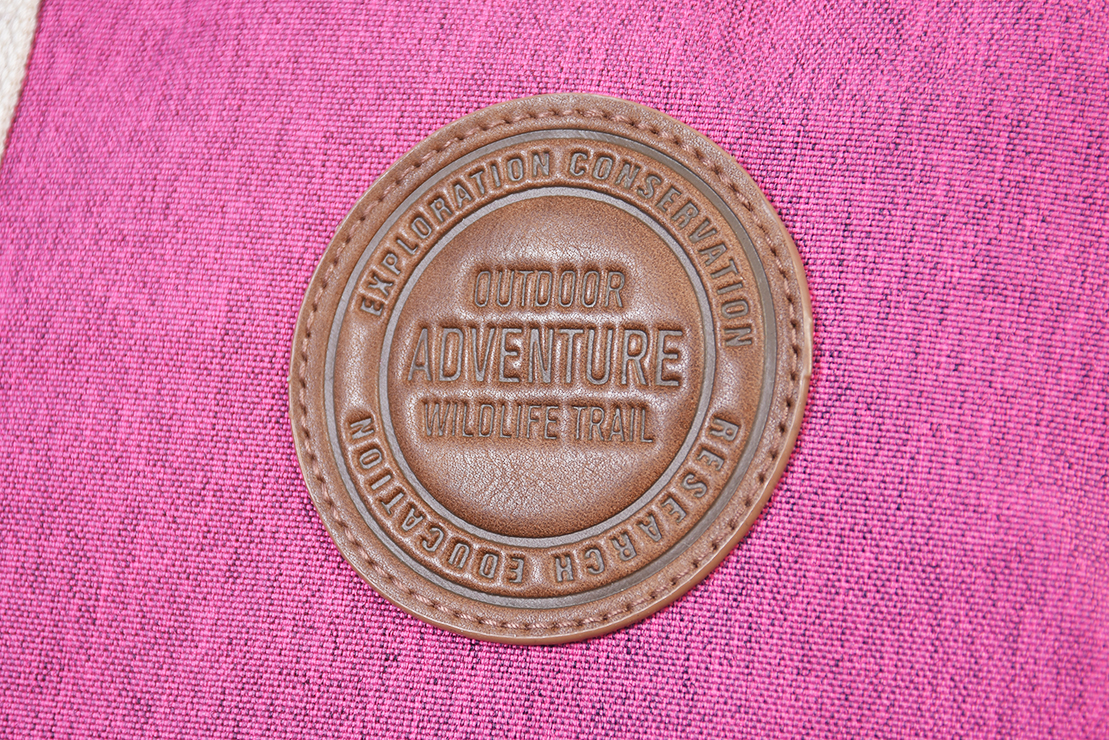 EXPLORATION CONSERVATION
OUTDOOR
ADVENTURE
WILDLIFE TRAIL
RESEARCH EDUCATION